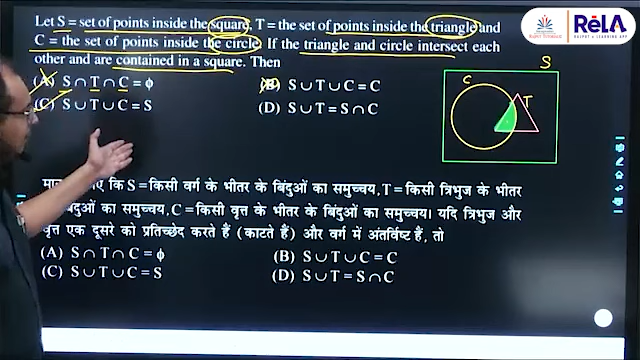 Let S = set of points inside the square, T = the set of points inside the triangle and
C = the set of points inside the circle. If the triangle and circle intersect each
other and are contained in a square. Then
(A) S ∩ T ∩ C = ϕ
(B) S ∪ T ∪ C = C
(C) S ∪ T ∪ C = S
(D) S ∪ T = S ∩ C
S
C
T
कि S = किसी वर्ग के भीतर के बिंदुओं का समुच्चय, T = किसी त्रिभुज के भीतर
का समुच्चय, C = किसी वृत्त के भीतर के बिंदुओं का समुच्चय। यदि त्रिभुज और
वृत्त एक दूसरे को प्रतिच्छेद करते हैं (काटते हैं) और वर्ग में अंतर्विष्ट हैं, तो
(A) S ∩ T ∩ C = ϕ
(B) S ∪ T ∪ C = C
(C) S ∪ T ∪ C = S
(D) S ∪ T = S ∩ C
RēLA